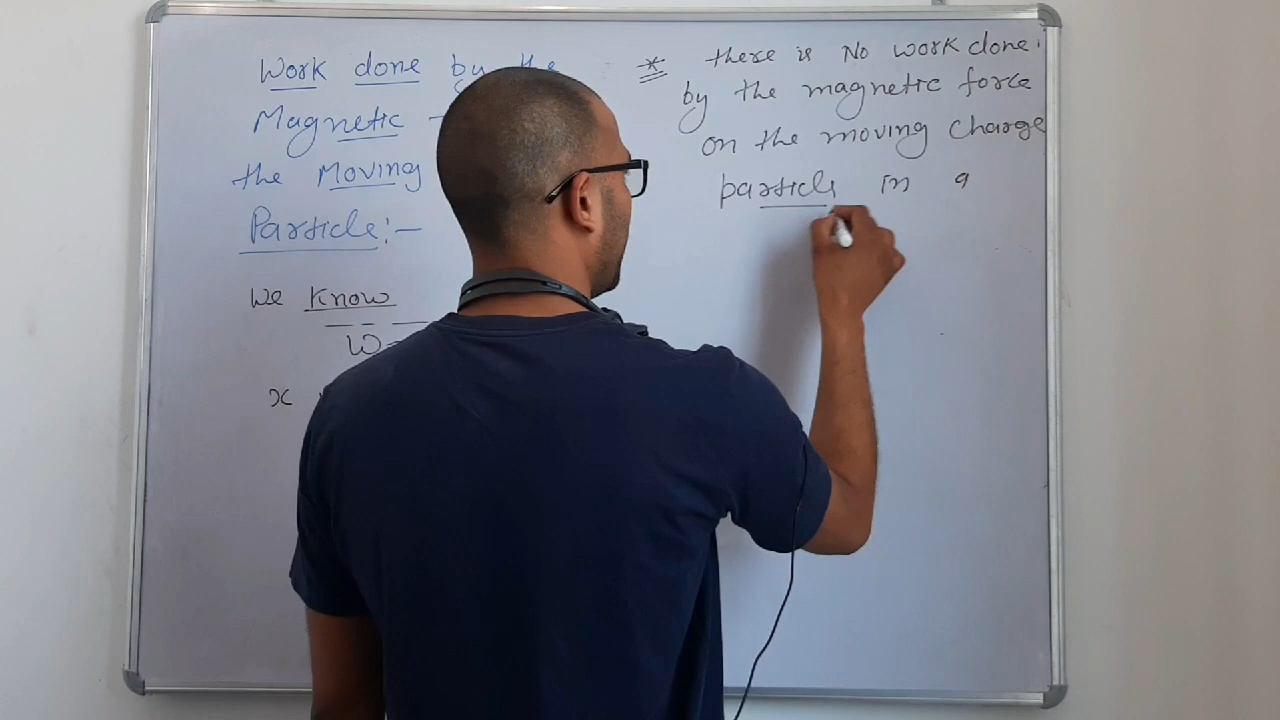 Work done by the
Magnetic -
the Moving
Particle:-
We Know
W =
x
* there is No work done
by the magnetic force
on the moving charge
particle in a